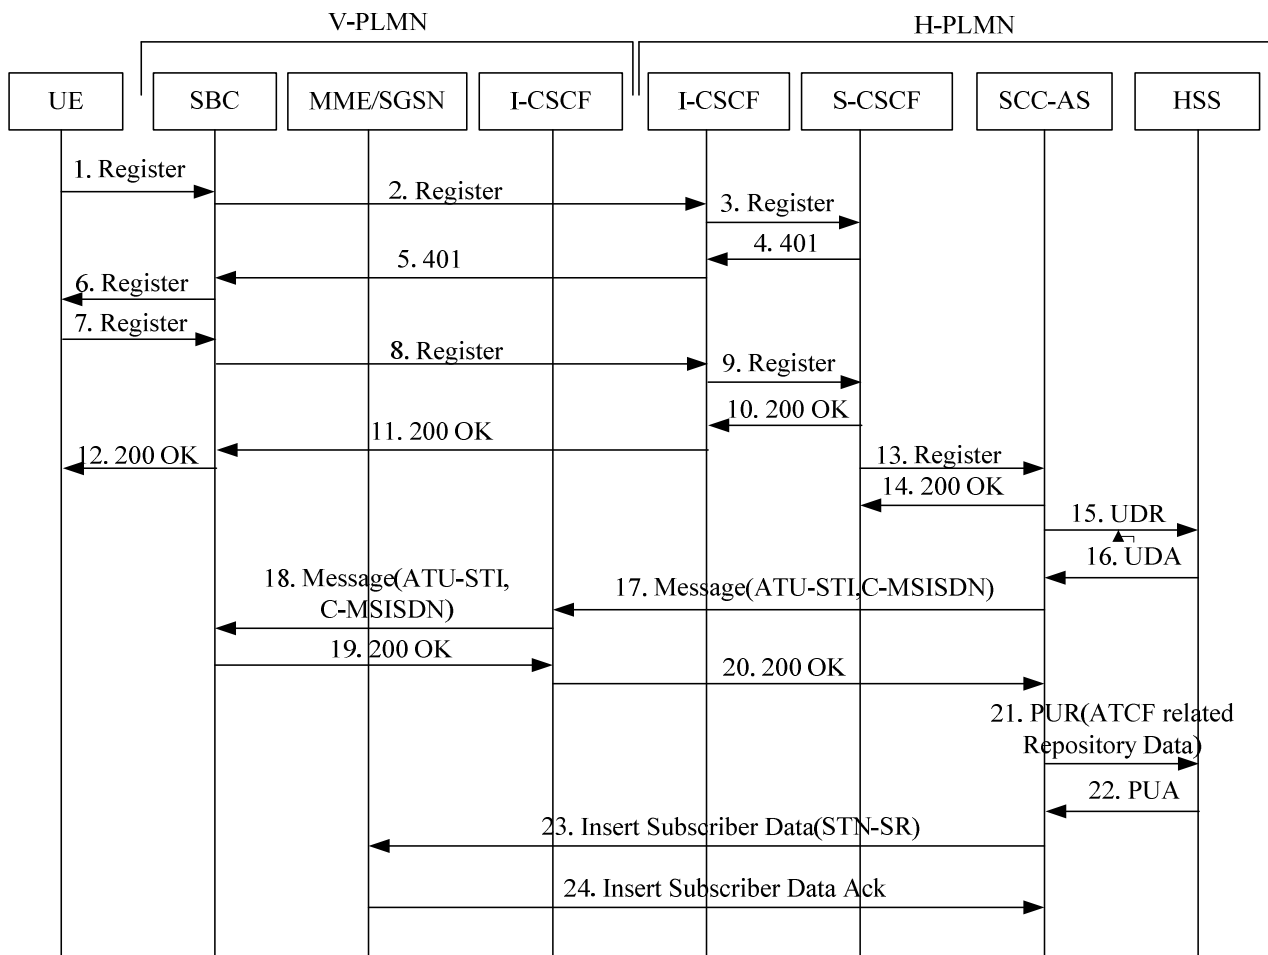 V-PLMN
H-PLMN
UE
SBC
MME/SGSN
I-CSCF
I-CSCF
S-CSCF
SCC-AS
HSS
1. Register
2. Register
3. Register
4. 401
5. 401
6. Register
7. Register
8. Register
9. Register
10. 200 OK
11. 200 OK
12. 200 OK
13. Register
14. 200 OK
15. UDR
16. UDA
17. Message(ATU-STI,C-MSISDN)
18. Message(ATU-STI,
C-MSISDN)
19. 200 OK
20. 200 OK
21. PUR(ATCF related
Repository Data)
22. PUA
23. Insert Subscriber Data(STN-SR)
24. Insert Subscriber Data Ack